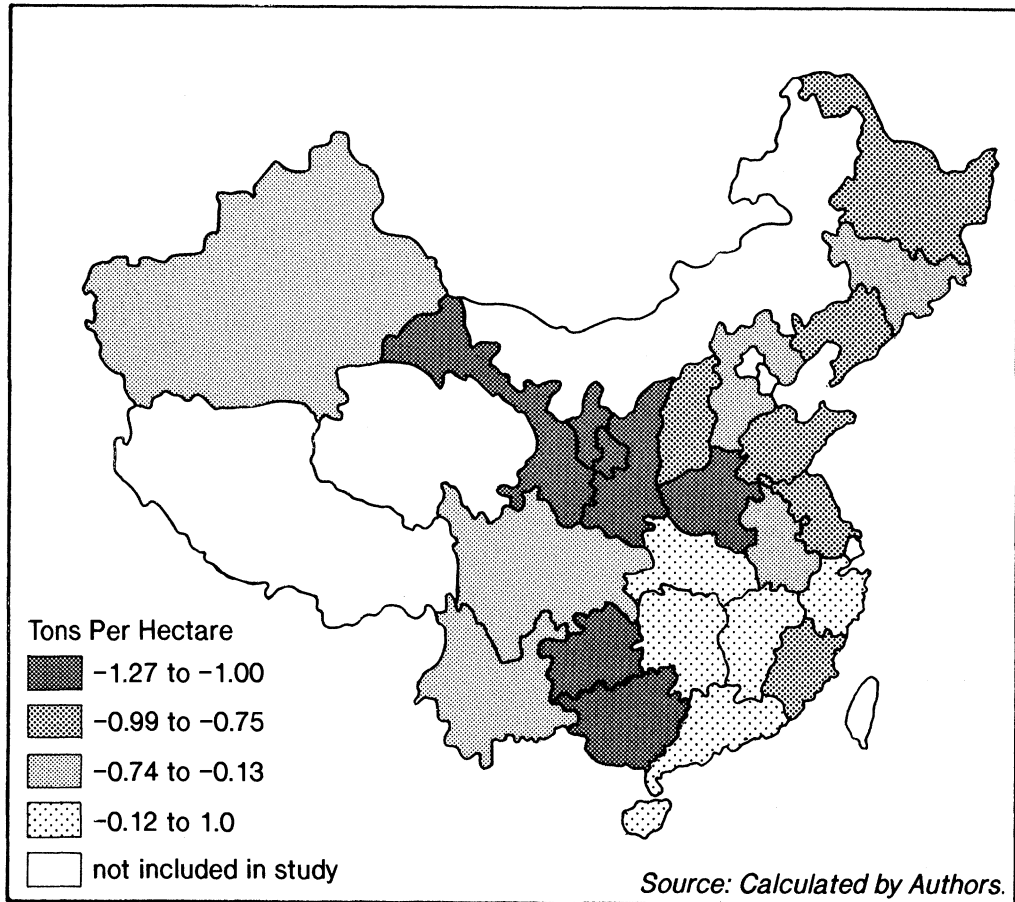 Tons Per Hectare
−1.27 to −1.00
−0.99 to −0.75
−0.74 to −0.13
−0.12 to 1.0
not included in study
Source: Calculated by Authors.